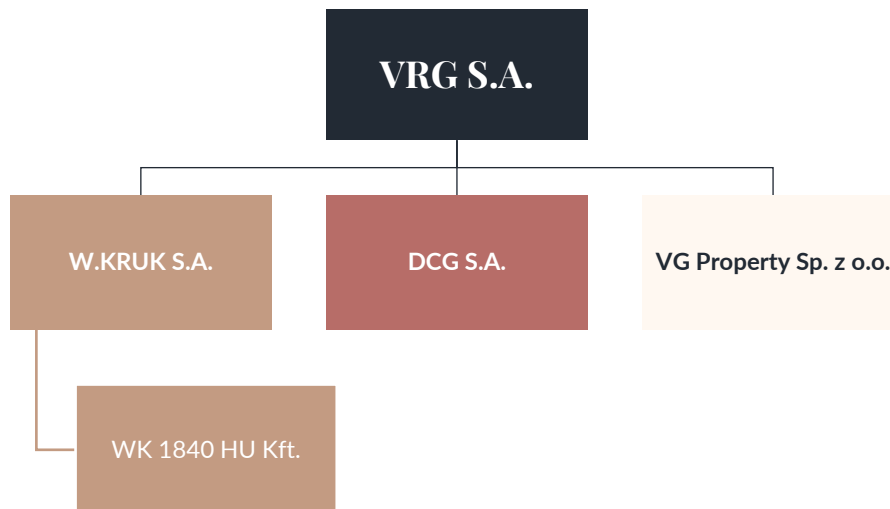 VRG S.A.
W.KRUK S.A.
DCG S.A.
VG Property Sp. z o.o.
WK 1840 HU Kft.